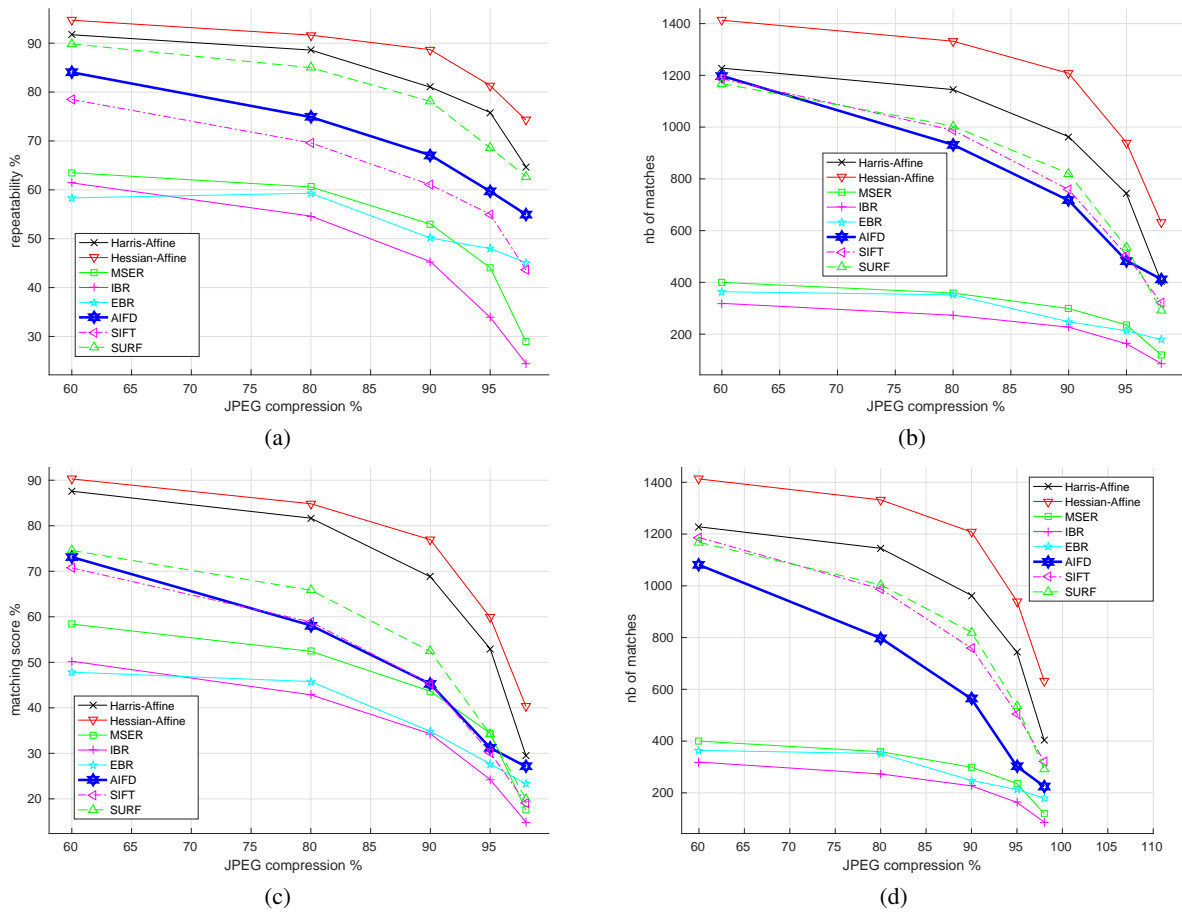 90
80
70
60
50
40
30
repeatability %
Harris-Affine
Hessian-Affine
MSER
IBR
EBR
AIFD
SIFT
SURF
60 65 70 75 80 85 90 95
JPEG compression %
(a)
1400
1200
1000
800
600
400
200
nb of matches
Harris-Affine
Hessian-Affine
MSER
IBR
EBR
AIFD
SIFT
SURF
60 65 70 75 80 85 90 95
JPEG compression %
(b)
90
80
70
60
50
40
30
20
matching score %
Harris-Affine
Hessian-Affine
MSER
IBR
EBR
AIFD
SIFT
SURF
60 65 70 75 80 85 90 95
JPEG compression %
(c)
1400
1200
1000
800
600
400
200
nb of matches
Harris-Affine
Hessian-Affine
MSER
IBR
EBR
AIFD
SIFT
SURF
60 65 70 75 80 85 90 95 100 105 110
JPEG compression %
(d)